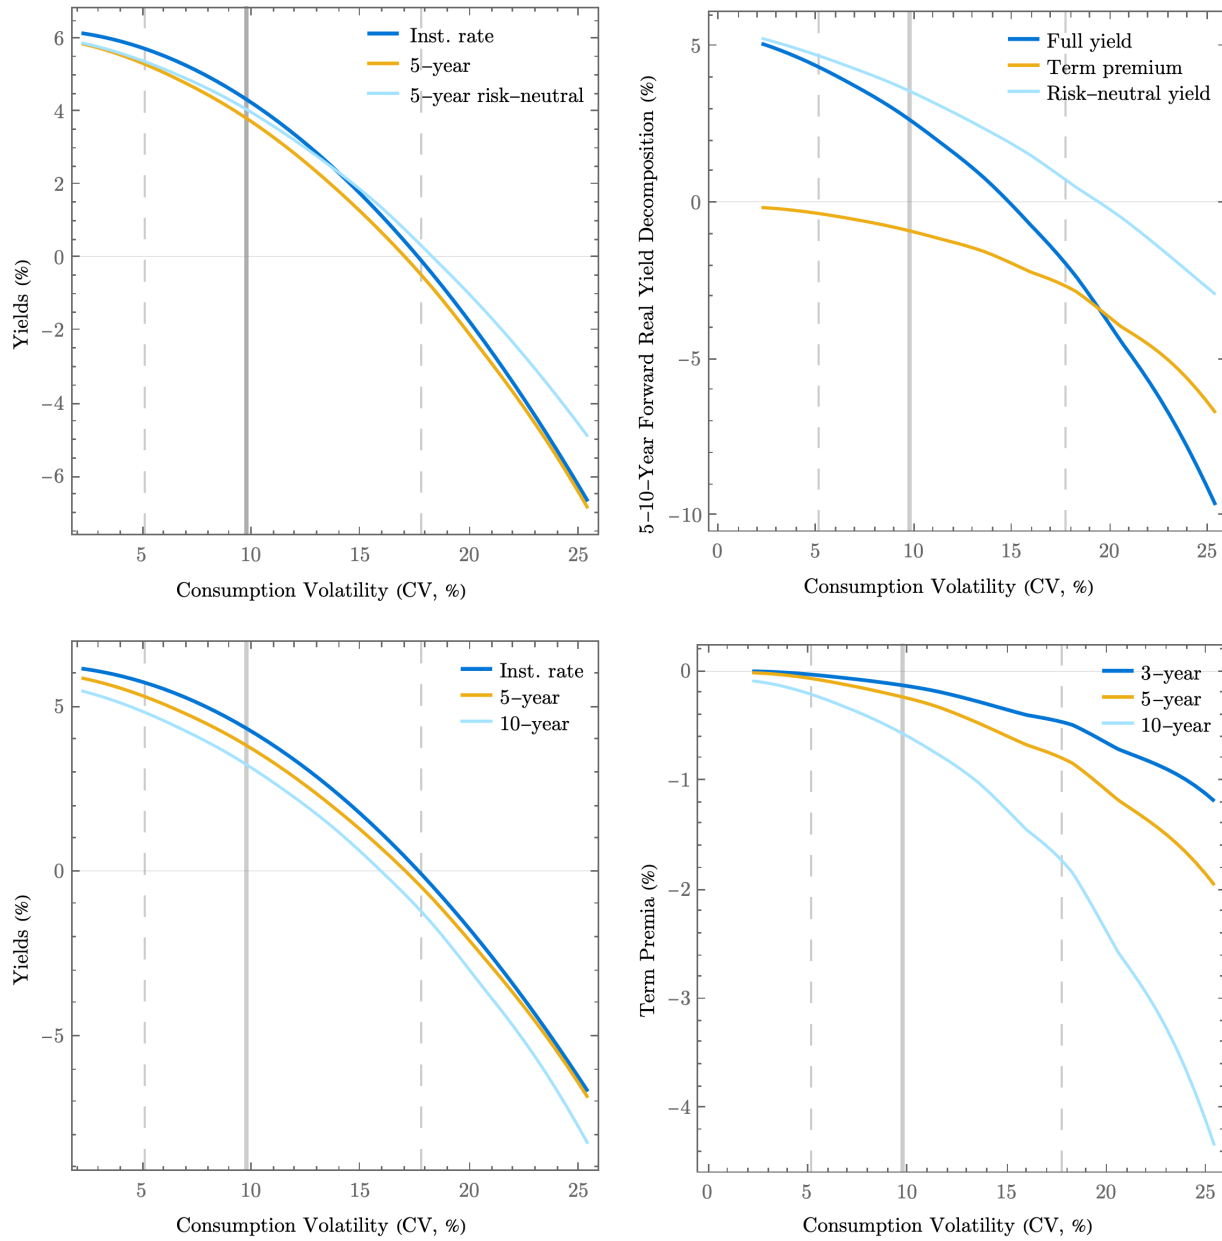 Inst. rate
5-year
5-year risk-neutral
6
4
2
0
-2
-4
-6
Yields (%)
5
10
15
20
25
Consumption Volatility (CV, %)
Full yield
Term premium
Risk-neutral yield
5
0
-5
-10
5-10-Year Forward Real Yield Decomposition (%)
0
5
10
15
20
25
Consumption Volatility (CV, %)
Inst. rate
5-year
10-year
5
0
-5
Yields (%)
5
10
15
20
25
Consumption Volatility (CV, %)
3-year
5-year
10-year
0
-1
-2
-3
-4
Term Premia (%)
0
5
10
15
20
25
Consumption Volatility (CV, %)